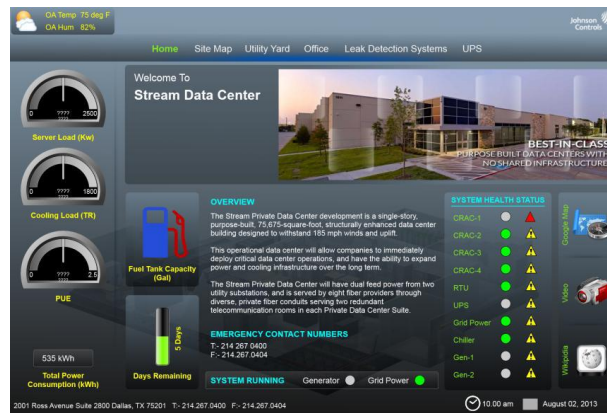 OA Temp 75 deg F
OA Hum 82%
Johnson
Controls
Home Site Map Utility Yard Office Leak Detection Systems UPS
Welcome To
Stream Data Center
BEST-IN-CLASS
PURPOSE BUILT DATA CENTERS WITH
NO SHARED INFRASTRUCTURE
????
????
0 2500
Server Load (Kw)
????
????
0 1800
Cooling Load (TR)
????
????
0 2.5
PUE
535 kWh
Total Power
Consumption (kWh)
Fuel Tank Capacity
(Gal)
5 Days
Days Remaining
OVERVIEW
The Stream Private Data Center development is a single-story,
purpose-built, 75,675-square-foot, structurally enhanced data center
building designed to withstand 185 mph winds and uplift.
This operational data center will allow companies to immediately
deploy critical data center operations, and have the ability to expand
power and cooling infrastructure over the long term.
The Stream Private Data Center will have dual feed power from two
utility substations, and is served by eight fiber providers through
diverse, private fiber conduits serving two redundant
telecommunication rooms in each Private Data Center Suite.
EMERGENCY CONTACT NUMBERS
T:- 214 267 0400
F:- 214.267.0404
SYSTEM RUNNING Generator Grid Power
SYSTEM HEALTH STATUS
CRAC-1
CRAC-2
CRAC-3
CRAC-4
RTU
UPS
Grid Power
Chiller
Gen-1
Gen-2
Google Map
Video
Wikipidia
2001 Ross Avenue Suite 2800 Dallas, TX 75201 T:- 214.267.0400 F:- 214.267.0404
10.00 am August 02, 2013